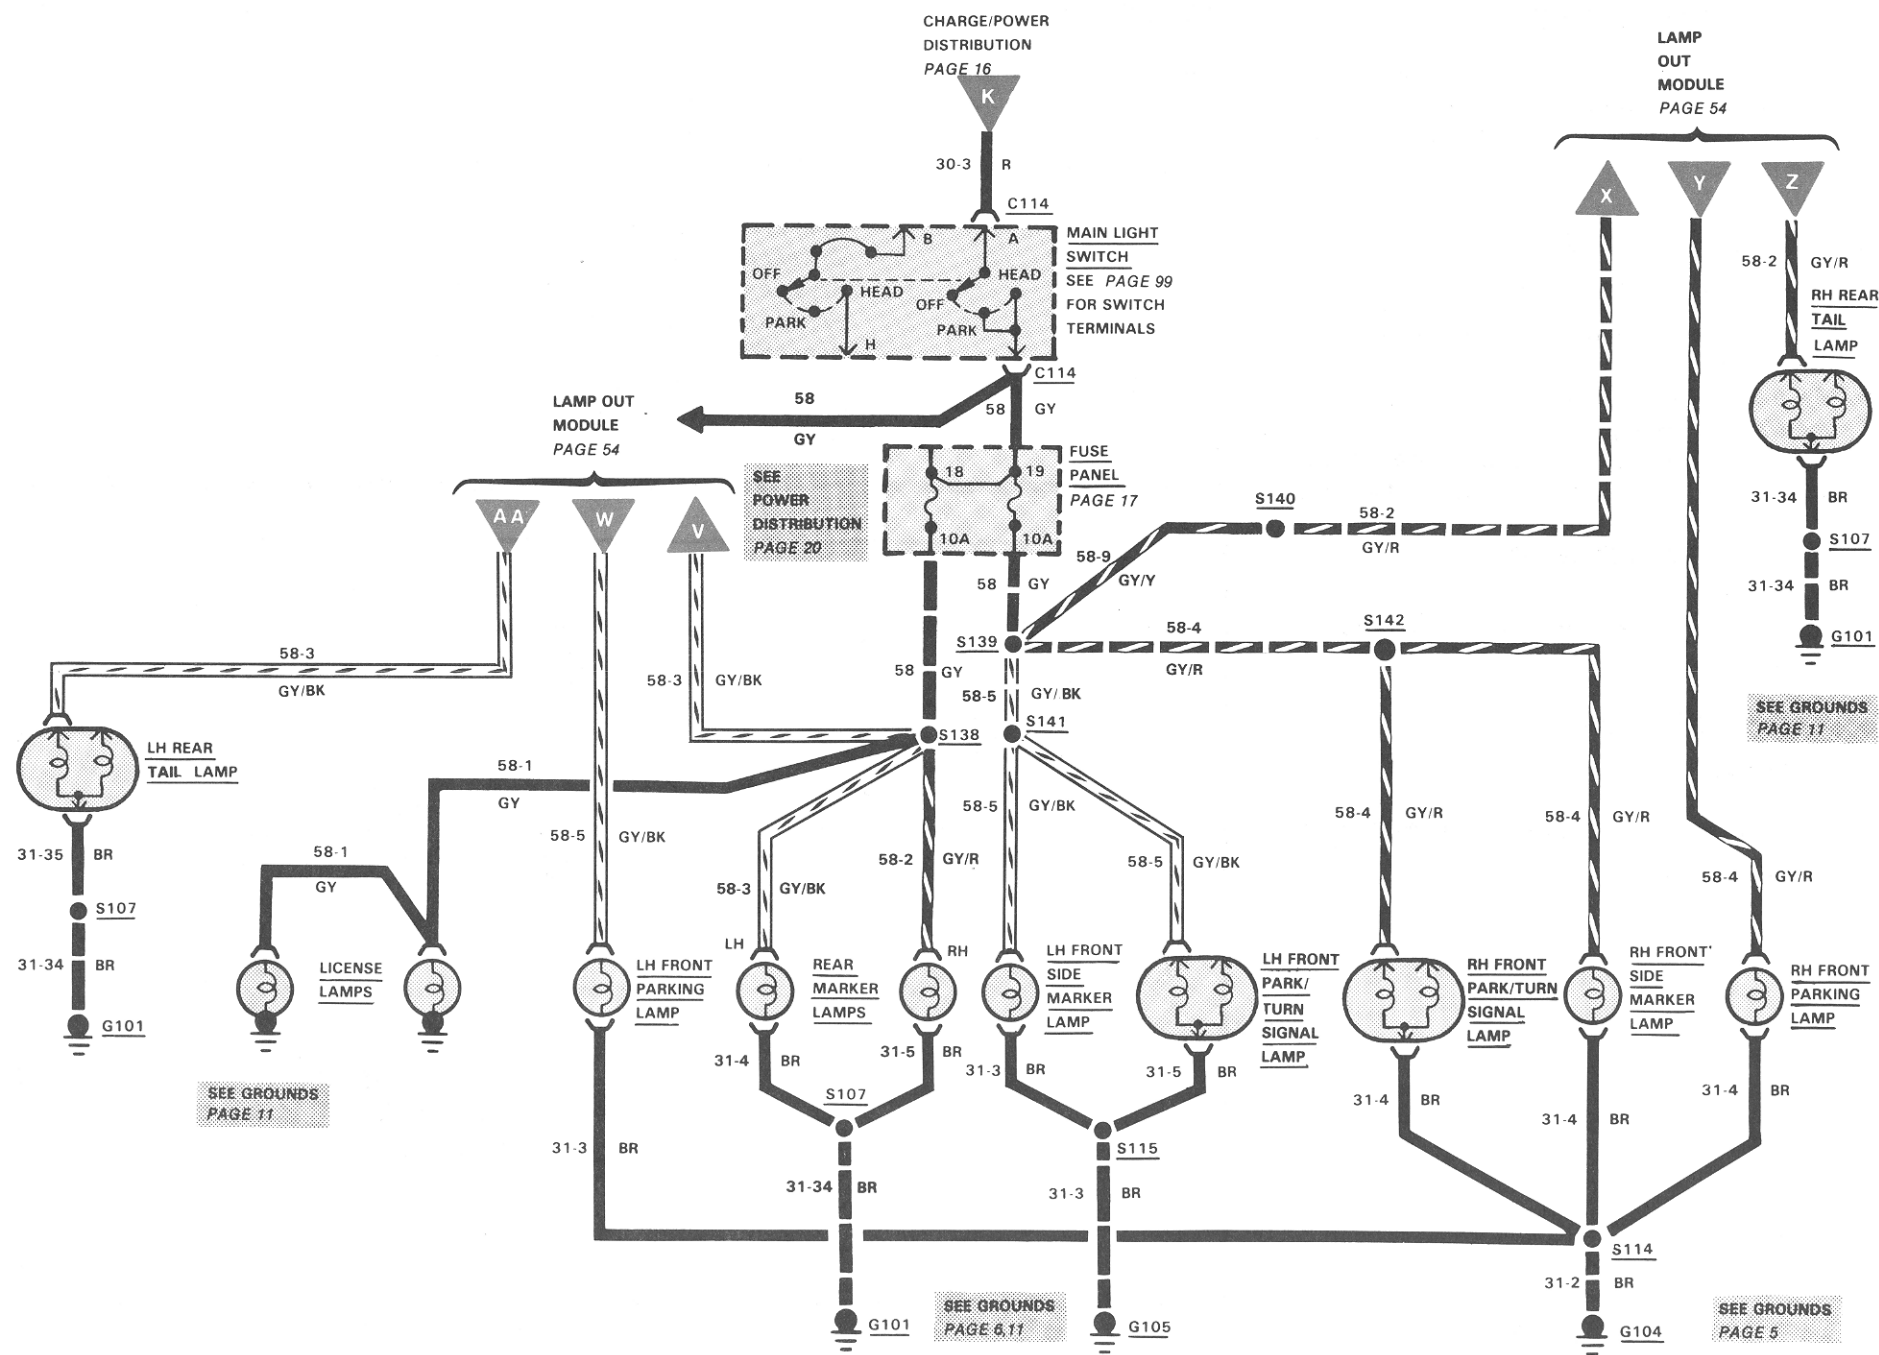 CHARGE/POWER
DISTRIBUTION
PAGE 16
K
30-3 R
C114
LAMP
OUT
MODULE
PAGE 54
X Y Z
B A
OFF
HEAD
PARK
H
HEAD
OFF
PARK
MAIN LIGHT
SWITCH
SEE PAGE 99
FOR SWITCH
TERMINALS
C114
58-2 GY/R
RH REAR
TAIL
LAMP
31-34 BR
S107
31-34 BR
G101
SEE GROUNDS
PAGE 11
58
GY
58 GY
LAMP OUT
MODULE
PAGE 54
AA W V
SEE
POWER
DISTRIBUTION
PAGE 20
18 19
10A 10A
FUSE
PANEL
PAGE 17
S140
58-2
GY/R
58-9
GY/Y
58 GY
S139
58-4
GY/R
S142
58-3
GY/BK
58-3 GY/BK
58 GY
58-5 GY/BK
S138
S141
LH REAR
TAIL LAMP
58-1
GY
31-35 BR
S107
31-34 BR
G101
58-1
GY
58-5 GY/BK
58-3 GY/BK
58-2 GY/R
58-5 GY/BK
58-5 GY/BK
58-4 GY/R
58-4 GY/R
58-4 GY/R
LICENSE
LAMPS
SEE GROUNDS
PAGE 11
LH FRONT
PARKING
LAMP
LH
REAR
MARKER
LAMPS
RH
LH FRONT
SIDE
MARKER
LAMP
LH FRONT
PARK/
TURN
SIGNAL
LAMP
RH FRONT
PARK/TURN
SIGNAL
LAMP
RH FRONT
SIDE
MARKER
LAMP
RH FRONT
PARKING
LAMP
31-4 BR
31-5 BR
31-3 BR
31-5 BR
31-4 BR
31-4 BR
31-4 BR
S107
S115
31-3 BR
31-34 BR
31-3 BR
S114
31-2 BR
G101
SEE GROUNDS
PAGE 6,11
G105
G104
SEE GROUNDS
PAGE 5